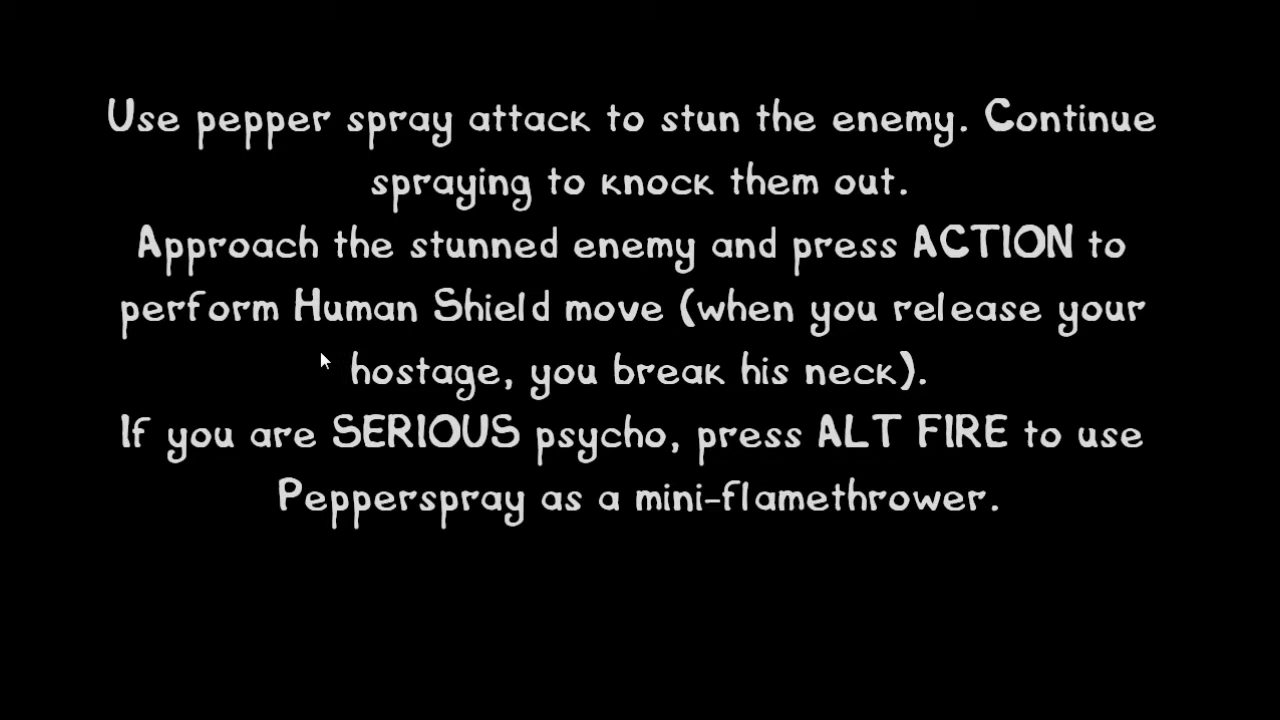 Use pepper spray attack to stun the enemy. Continue
spraying to knock them out.
Approach the stunned enemy and press ACTION to
perform Human Shield move (when you release your
hostage, you break his neck).
If you are SERIOUS psycho, press ALT FIRE to use
Pepperspray as a mini-flamethrower.